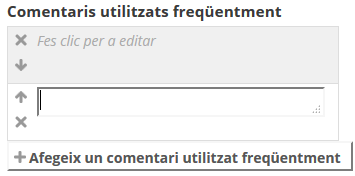 Comentaris utilitzats freqüentment
Fes clic per a editar
Afegeix un comentari utilitzat freqüentment